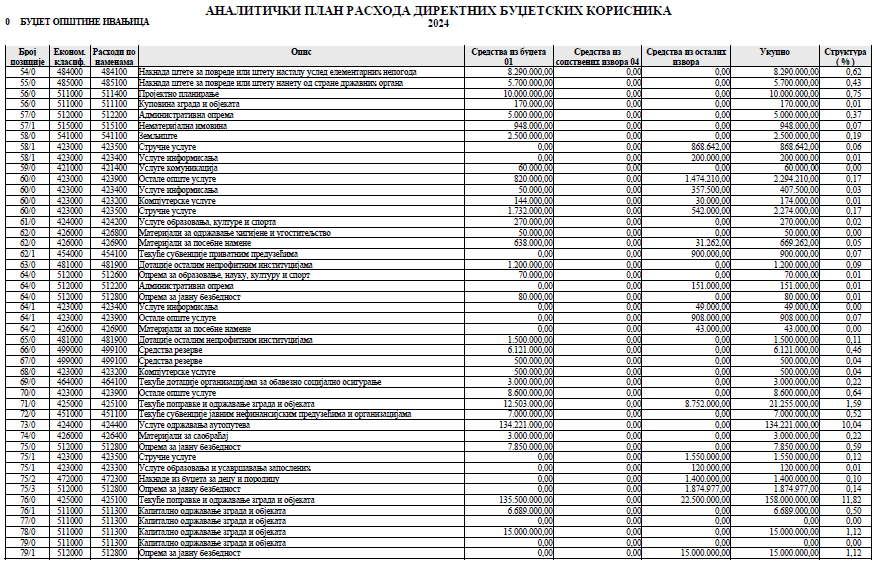 АНАЛИТИЧКИ ПЛАН РАСХОДА ДИРЕКТНИХ БУЏЕТСКИХ КОРИСНИКА
0 БУЏЕТ ОПШТИНЕ ИВАЊИЦА
2024
Број позиције Економ. класиф. Расходи по наменама Опис Средства из буџета 01 Средства из сопствених извора 04 Средства из осталих извора Укупно Структура ( % )
54/0 484000 484100 Накнада штете за повреде или штету насталу услед елементарних непогода 8.290.000,00 0,00 0,00 8.290.000,00 0,62
55/0 485000 485100 Накнада штете за повреде или штету нанету од стране државних органа 5.700.000,00 0,00 0,00 5.700.000,00 0,43
56/0 511000 511400 Пројектно планирање 10.000.000,00 0,00 0,00 10.000.000,00 0,75
56/0 511000 511100 Куповина зграда и објеката 170.000,00 0,00 0,00 170.000,00 0,01
57/0 512000 512200 Административна опрема 5.000.000,00 0,00 0,00 5.000.000,00 0,37
57/1 515000 515100 Нематеријална имовина 948.000,00 0,00 0,00 948.000,00 0,07
58/0 541000 541100 Земљиште 2.500.000,00 0,00 0,00 2.500.000,00 0,19
58/1 423000 423500 Стручне услуге 0,00 0,00 868.642,00 868.642,00 0,06
58/1 423000 423400 Услуге информисања 0,00 0,00 200.000,00 200.000,00 0,01
59/0 421000 421400 Услуге комуникација 60.000,00 0,00 0,00 60.000,00 0,00
60/0 423000 423900 Остале опште услуге 820.000,00 0,00 1.474.210,00 2.294.210,00 0,17
60/0 423000 423400 Услуге информисања 50.000,00 0,00 357.500,00 407.500,00 0,03
60/0 423000 423200 Компјутерске услуге 144.000,00 0,00 30.000,00 174.000,00 0,01
60/0 423000 423500 Стручне услуге 1.732.000,00 0,00 542.000,00 2.274.000,00 0,17
61/0 424000 424200 Услуге образовања, културе и спорта 270.000,00 0,00 0,00 270.000,00 0,02
62/0 426000 426800 Материјали за одржавање хигијене и угоститељство 50.000,00 0,00 0,00 50.000,00 0,00
62/0 426000 426900 Материјали за посебне намене 638.000,00 0,00 31.262,00 669.262,00 0,05
62/1 454000 454100 Текуће субвенције приватним предузећима 0,00 0,00 900.000,00 900.000,00 0,07
63/0 481000 481900 Дотације осталим непрофитним институцијама 1.200.000,00 0,00 0,00 1.200.000,00 0,09
64/0 512000 512600 Опрема за образовање, науку, културу и спорт 70.000,00 0,00 0,00 70.000,00 0,01
64/0 512000 512200 Административна опрема 0,00 0,00 151.000,00 151.000,00 0,01
64/0 512000 512800 Опрема за јавну безбедност 80.000,00 0,00 0,00 80.000,00 0,01
64/1 423000 423400 Услуге информисања 0,00 0,00 49.000,00 49.000,00 0,00
64/1 423000 423900 Остале опште услуге 0,00 0,00 908.000,00 908.000,00 0,07
64/2 426000 426900 Материјали за посебне намене 0,00 0,00 43.000,00 43.000,00 0,00
65/0 481000 481900 Дотације осталим непрофитним институцијама 1.500.000,00 0,00 0,00 1.500.000,00 0,11
66/0 499000 499100 Средства резерве 6.121.000,00 0,00 0,00 6.121.000,00 0,46
67/0 499000 499100 Средства резерве 500.000,00 0,00 0,00 500.000,00 0,04
68/0 423000 423200 Компјутерске услуге 500.000,00 0,00 0,00 500.000,00 0,04
69/0 464000 464100 Текуће дотације организацијама за обавезно социјално осигурање 3.000.000,00 0,00 0,00 3.000.000,00 0,22
70/0 423000 423900 Остале опште услуге 8.600.000,00 0,00 0,00 8.600.000,00 0,64
71/0 425000 425100 Текуће поправке и одржавање зграда и објеката 12.503.000,00 0,00 8.752.000,00 21.255.000,00 1,59
72/0 451000 451100 Текуће субвенције јавним нефинансијским предузећима и организацијама 7.000.000,00 0,00 0,00 7.000.000,00 0,52
73/0 424000 424400 Услуге одржавања аутопутева 134.221.000,00 0,00 0,00 134.221.000,00 10,04
74/0 426000 426400 Материјали за саобраћај 3.000.000,00 0,00 0,00 3.000.000,00 0,22
75/0 512000 512800 Опрема за јавну безбедност 7.850.000,00 0,00 0,00 7.850.000,00 0,59
75/1 423000 423500 Стручне услуге 0,00 0,00 1.550.000,00 1.550.000,00 0,12
75/1 423000 423300 Услуге образовања и усавршавања запослених 0,00 0,00 120.000,00 120.000,00 0,01
75/2 472000 472300 Накнаде из буџета за децу и породицу 0,00 0,00 1.400.000,00 1.400.000,00 0,10
75/3 512000 512800 Опрема за јавну безбедност 0,00 0,00 1.874.977,00 1.874.977,00 0,14
76/0 425000 425100 Текуће поправке и одржавање зграда и објеката 135.500.000,00 0,00 22.500.000,00 158.000.000,00 11,82
76/1 511000 511300 Капитално одржавање зграда и објеката 6.689.000,00 0,00 0,00 6.689.000,00 0,50
77/0 511000 511300 Капитално одржавање зграда и објеката 0,00 0,00 0,00 0,00 0,00
78/0 511000 511300 Капитално одржавање зграда и објеката 15.000.000,00 0,00 0,00 15.000.000,00 1,12
79/0 511000 511300 Капитално одржавање зграда и објеката 0,00 0,00 0,00 0,00 0,00
79/1 512000 512800 Опрема за јавну безбедност 0,00 0,00 15.000.000,00 15.000.000,00 1,12